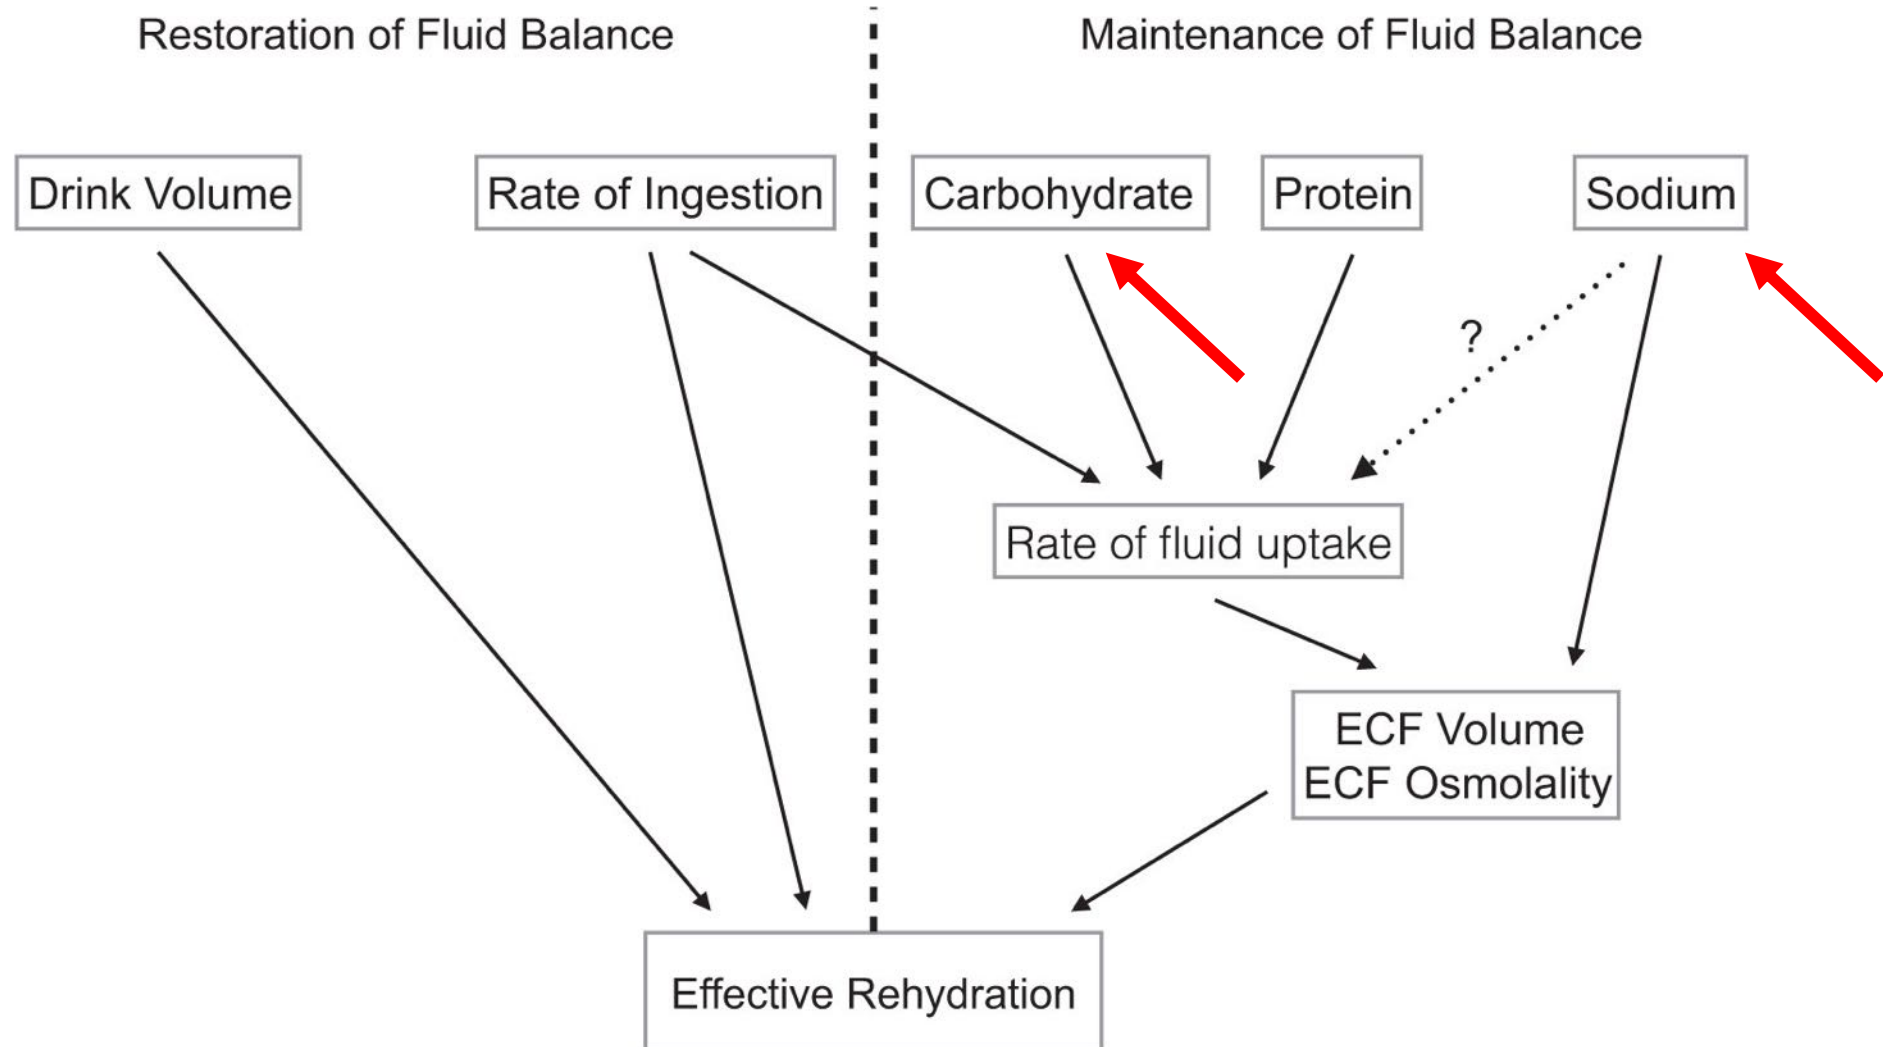 Restoration of Fluid Balance
Maintenance of Fluid Balance
Drink Volume
Rate of Ingestion
Carbohydrate
Protein
Sodium
?
Rate of fluid uptake
ECF Volume
ECF Osmolality
Effective Rehydration